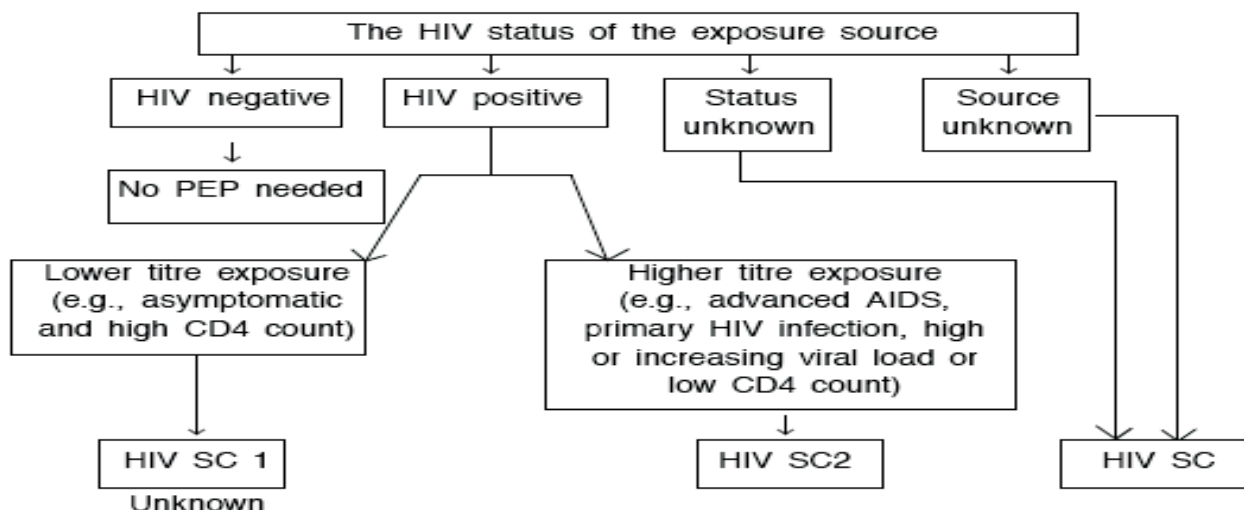 The HIV status of the exposure source
HIV negative
HIV positive
Status
unknown
Source
unknown
No PEP needed
Lower titre exposure
(e.g., asymptomatic
and high CD4 count)
Higher titre exposure
(e.g., advanced AIDS,
primary HIV infection, high
or increasing viral load or
low CD4 count)
HIV SC 1
HIV SC2
HIV SC
Unknown